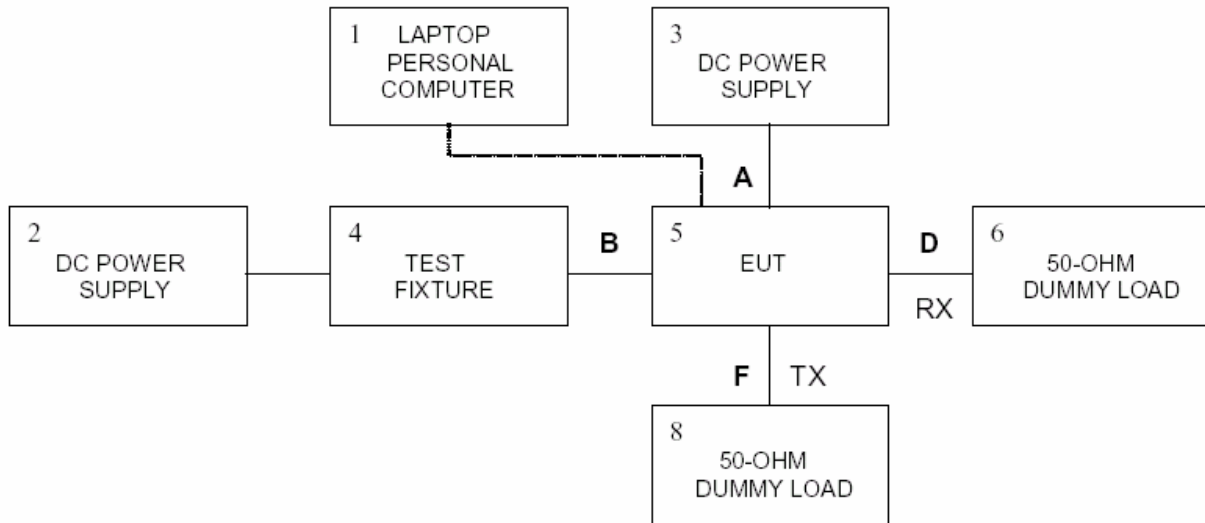 1 LAPTOP
PERSONAL
COMPUTER
3 DC POWER
SUPPLY
A
2 DC POWER
SUPPLY
4 TEST
FIXTURE
B
5 EUT
D
RX
6 50-OHM
DUMMY LOAD
F TX
8 50-OHM
DUMMY LOAD